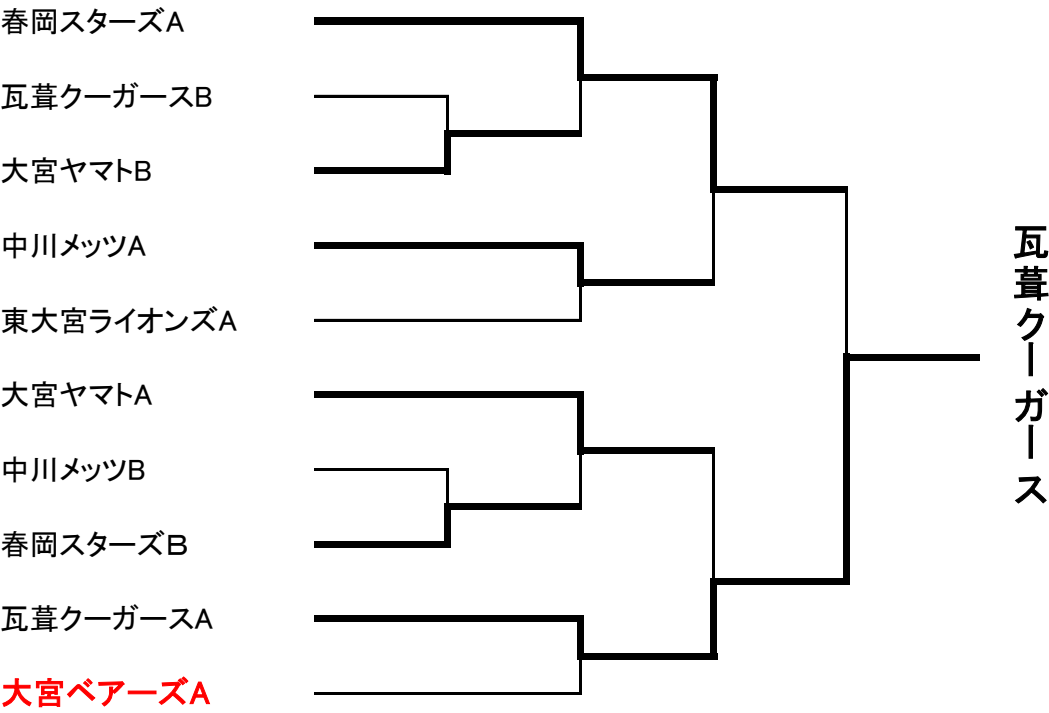 春岡スターズA
瓦葺クーガースB
大宮ヤマトB
中川メッツA
東大宮ライオンズA
大宮ヤマトA
中川メッツB
春岡スターズＢ
瓦葺クーガースA
大宮ベアーズA
瓦葺クーガース